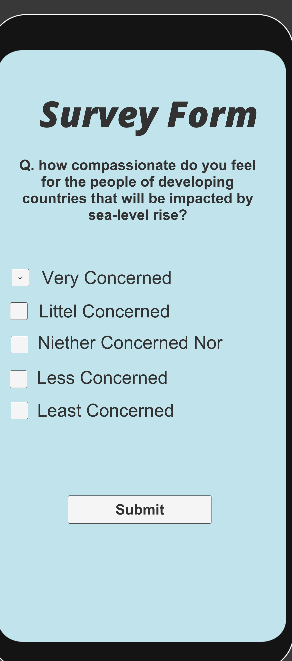 Survey Form
Q. how compassionate do you feel
for the people of developing
countries that will be impacted by
sea-level rise?
Very Concerned
Littel Concerned
Niether Concerned Nor
Less Concerned
Least Concerned
Submit